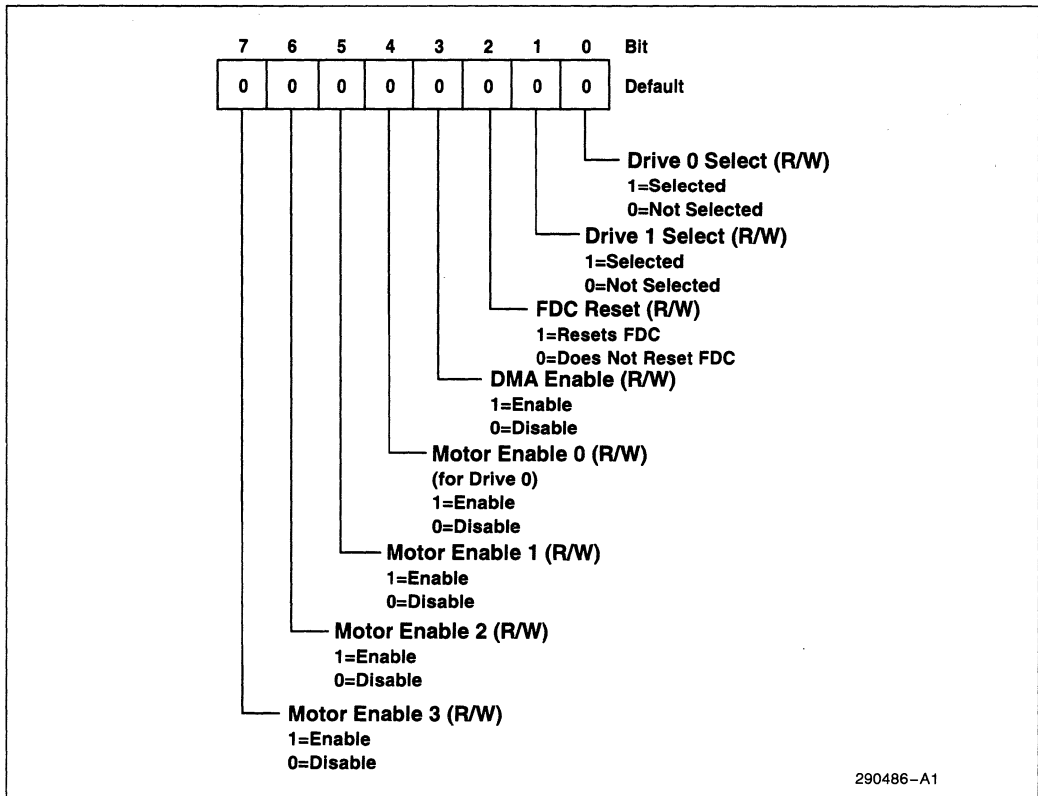 7 6 5 4 3 2 1 0 Bit
0 0 0 0 0 0 0 0 Default
Drive 0 Select (R/W)
1=Selected
0=Not Selected
Drive 1 Select (R/W)
1=Selected
0=Not Selected
FDC Reset (R/W)
1=Resets FDC
0=Does Not Reset FDC
DMA Enable (R/W)
1=Enable
0=Disable
Motor Enable 0 (R/W)
(for Drive 0)
1=Enable
0=Disable
Motor Enable 1 (R/W)
1=Enable
0=Disable
Motor Enable 2 (R/W)
1=Enable
0=Disable
Motor Enable 3 (R/W)
1=Enable
0=Disable
290486–A1